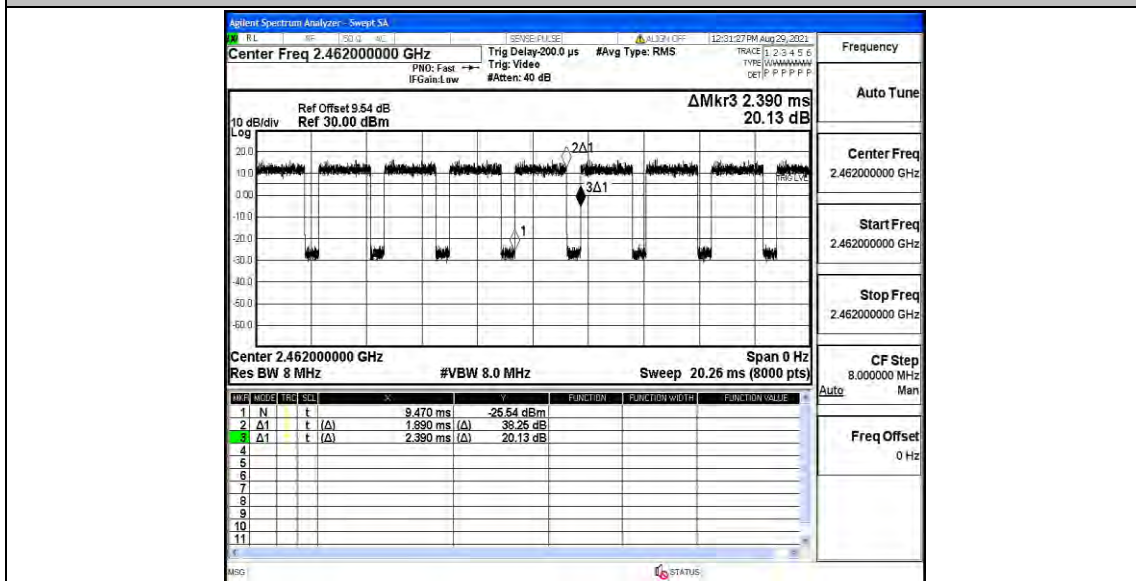 Agilent Spectrum Analyzer - Swept SA
RL RF 50 Ω AC SENSE:PULSE ALIGN OFF 12:31:27 PM Aug 29, 2021
Center Freq 2.462000000 GHz
PNO: Fast
IFGain:Low
Trig Delay-200.0 µs
Trig: Video
#Atten: 40 dB
#Avg Type: RMS
TRACE 1 2 3 4 5 6
TYPE
DET P P P P P P
Ref Offset 9.54 dB
Ref 30.00 dBm
10 dB/div
Log
ΔMkr3 2.390 ms
20.13 dB
20.0
10.0
0.00
-10.0
-20.0
-30.0
-40.0
-50.0
-60.0
2Δ1
3Δ1
1
TRIG LVL
Center 2.462000000 GHz
Span 0 Hz
Res BW 8 MHz
#VBW 8.0 MHz
Sweep 20.26 ms (8000 pts)
MKR MODE TRC SCL X Y FUNCTION FUNCTION WIDTH FUNCTION VALUE
1 N t 9.470 ms -25.54 dBm
2 Δ1 t (Δ) 1.890 ms (Δ) 38.25 dB
3 Δ1 t (Δ) 2.390 ms (Δ) 20.13 dB
4
5
6
7
8
9
10
11
MSG
STATUS
Frequency
Auto Tune
Center Freq
2.462000000 GHz
Start Freq
2.462000000 GHz
Stop Freq
2.462000000 GHz
CF Step
8.000000 MHz
Auto Man
Freq Offset
0 Hz